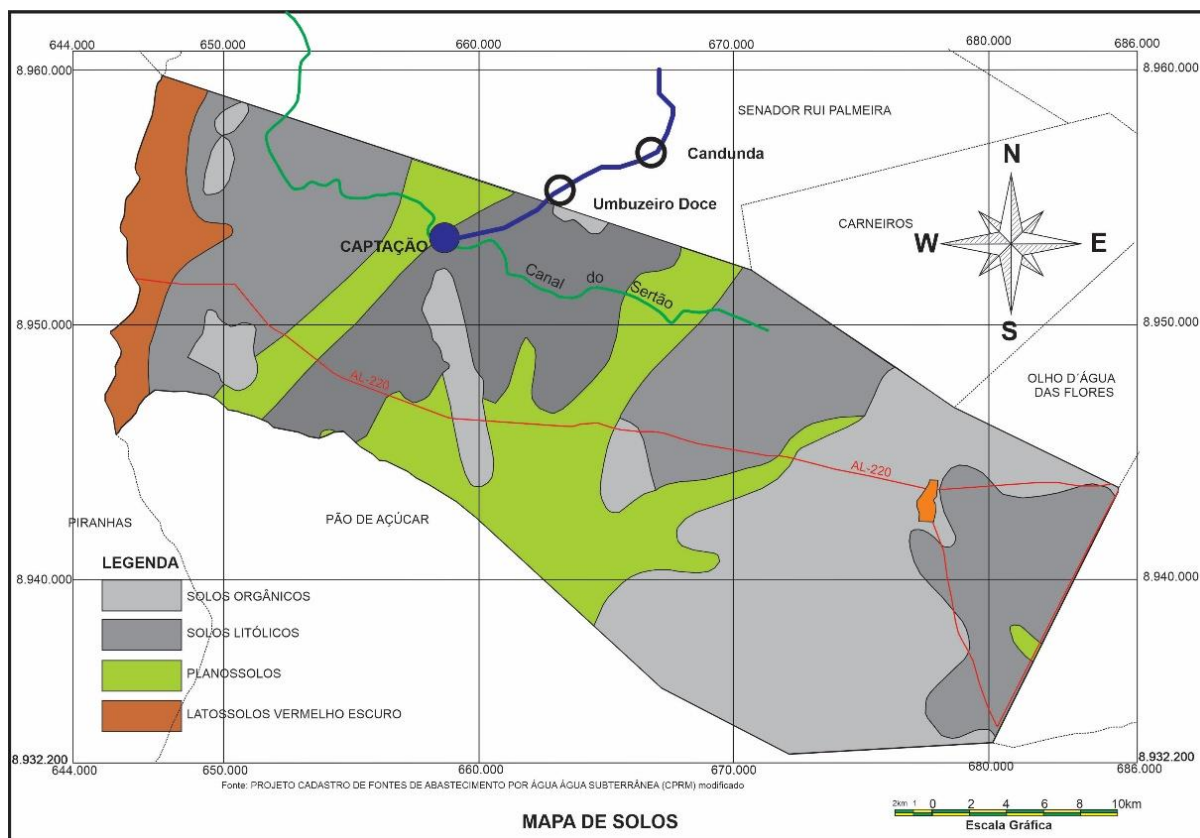 644.000 650.000 660.000 670.000 680.000 686.000
8.960.000 8.960.000
SENADOR RUI PALMEIRA
Candunda
N
Umbuzeiro Doce
CARNEIROS
CAPTAÇÃO
W E
Canal do Sertão
S
8.950.000 8.950.000
OLHO D´ÁGUA
DAS FLORES
AL-220
AL-220
PIRANHAS
PÃO DE AÇÚCAR
LEGENDA
8.940.000 8.940.000
SOLOS ORGÂNICOS
SOLOS LITÓLICOS
PLANOSSOLOS
LATOSSOLOS VERMELHO ESCURO
8.932.200 8.932.200
644.000 650.000 660.000 670.000 680.000 686.000
Fonte: PROJETO CADASTRO DE FONTES DE ABASTECIMENTO POR ÁGUA ÁGUA SUBTERRÂNEA (CPRM) modificado
2km 1 0 2 4 6 8 10km
MAPA DE SOLOS
Escala Gráfica